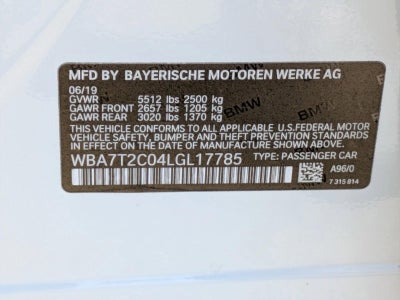 MFD BY BAYERISCHE MOTOREN WERKE AG
06/19
GVWR 5512 lbs 2500 kg
GAWR FRONT 2657 lbs 1205 kg
GAWR REAR 3020 lbs 1370 kg
THIS VEHICLE CONFORMS TO ALL APPLICABLE U.S.FEDERAL MOTOR
VEHICLE SAFETY, BUMPER, AND THEFT PREVENTION STANDARDS
IN EFFECT ON THE DATE OF MANUFACTURE SHOWN ABOVE.
WBA7T2C04LGL17785 TYPE: PASSENGER CAR
A96/0
7 315 814
BMW
BMW